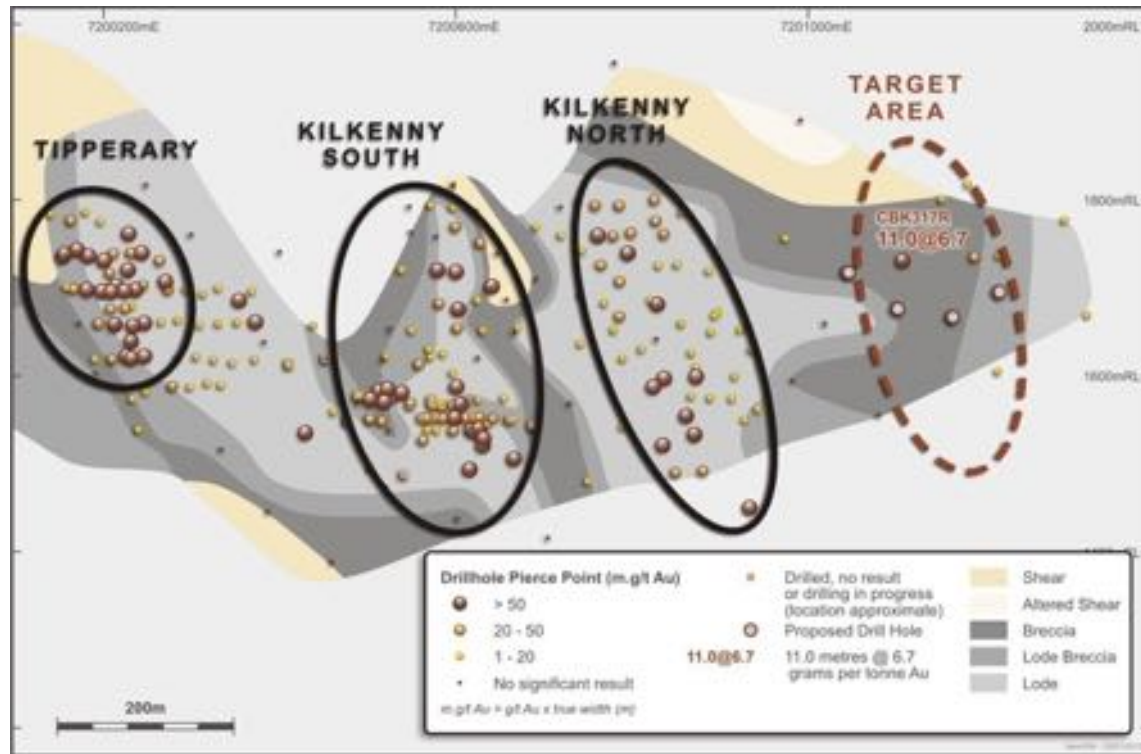 7200200mE
7200600mE
7201000mE
2000mRL
TARGET
AREA
KILKENNY
NORTH
KILKENNY
SOUTH
TIPPERARY
1800mRL
CBK317R
11.0@6.7
1600mRL
Drillhole Pierce Point (m.g/t Au)
> 50
20 - 50
1 - 20
No significant result
m.g/t Au = g/t Au x true width (m)
Drilled, no result
or drilling in progress
(location approximate)
Proposed Drill Hole
11.0@6.7
11.0 metres @ 6.7
grams per tonne Au
Shear
Altered Shear
Breccia
Lode Breccia
Lode
200m